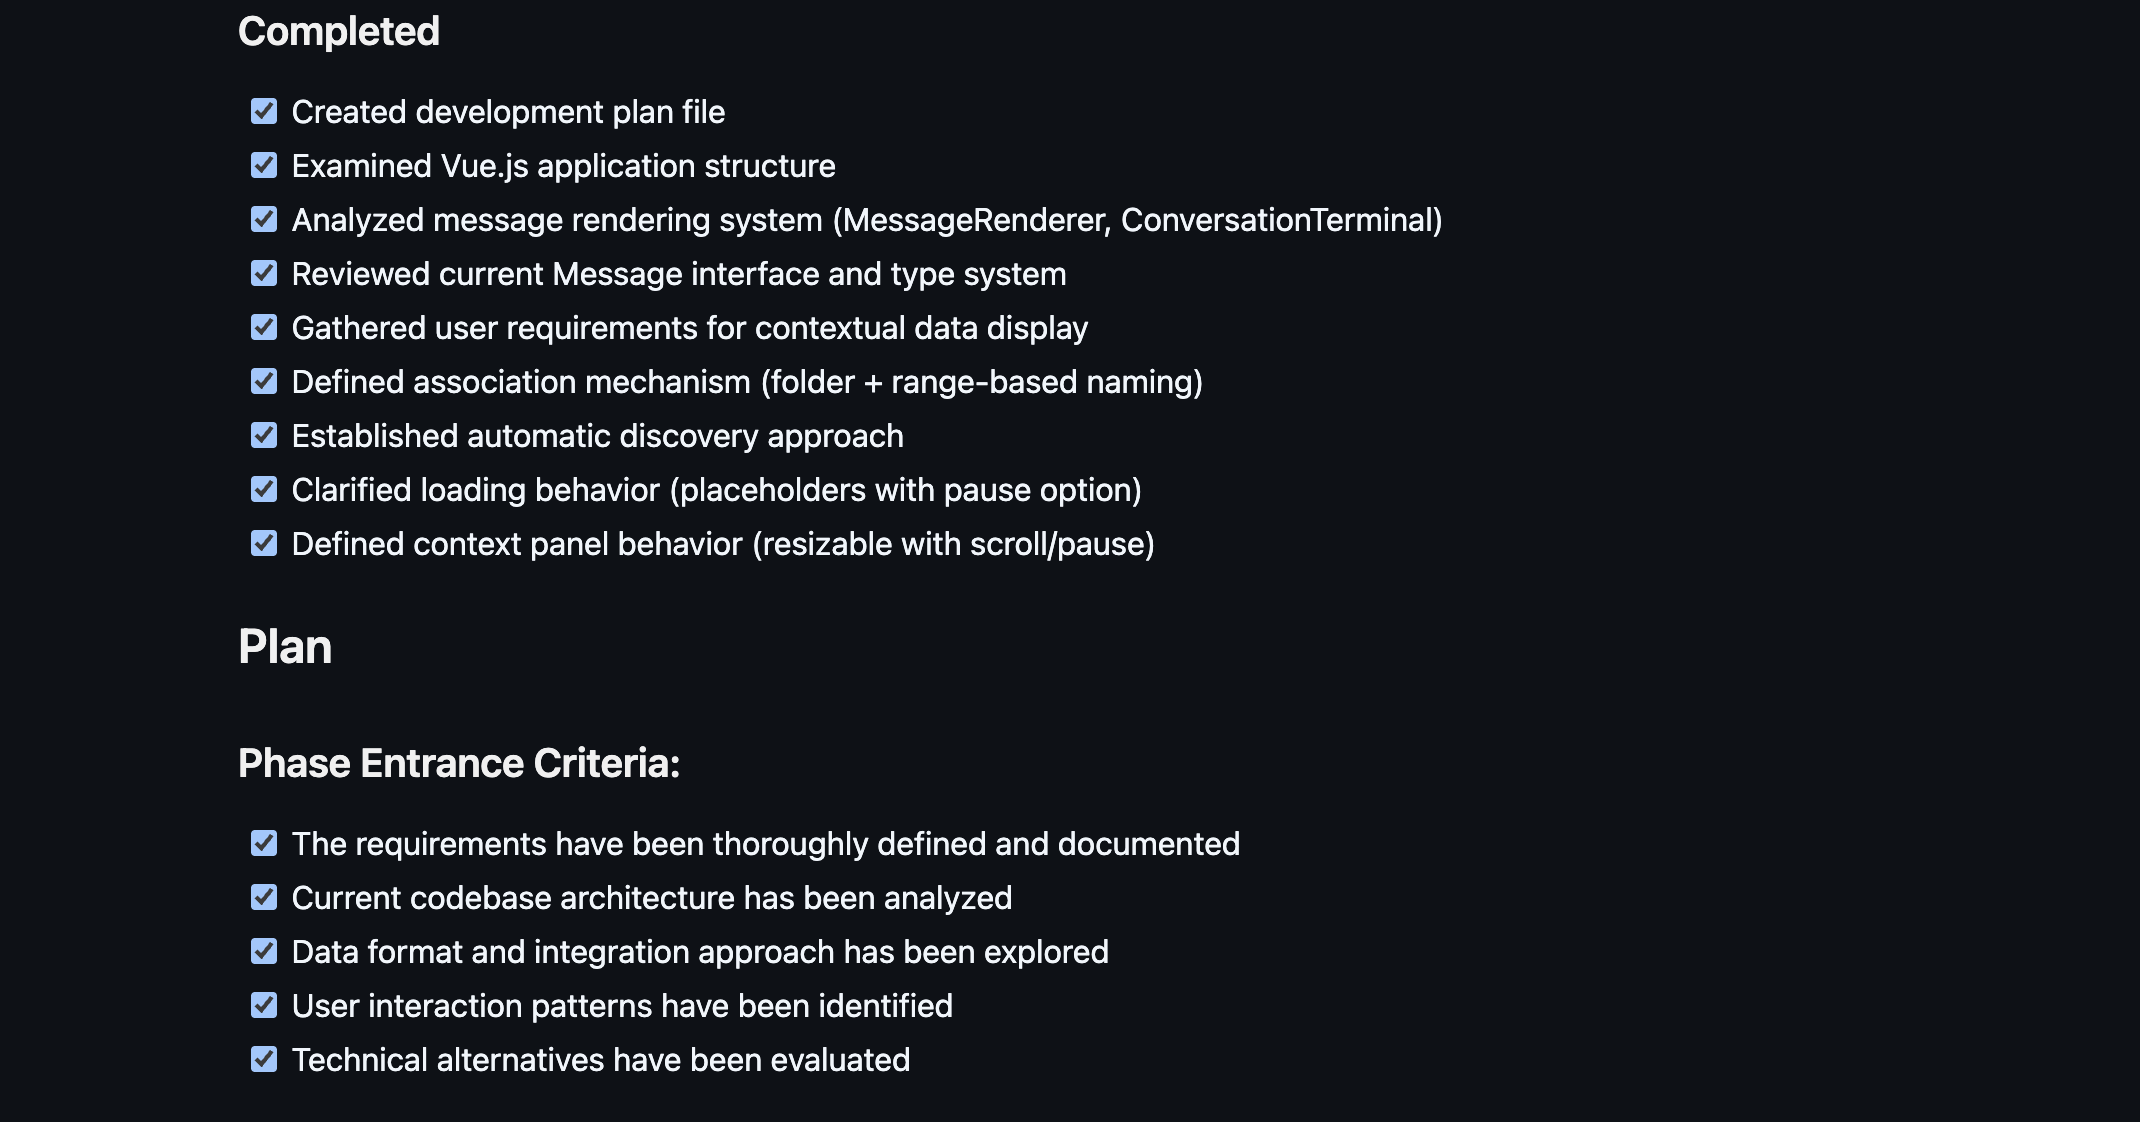 Completed
Created development plan file
Examined Vue.js application structure
Analyzed message rendering system (MessageRenderer, ConversationTerminal)
Reviewed current Message interface and type system
Gathered user requirements for contextual data display
Defined association mechanism (folder + range-based naming)
Established automatic discovery approach
Clarified loading behavior (placeholders with pause option)
Defined context panel behavior (resizable with scroll/pause)
Plan
Phase Entrance Criteria:
The requirements have been thoroughly defined and documented
Current codebase architecture has been analyzed
Data format and integration approach has been explored
User interaction patterns have been identified
Technical alternatives have been evaluated